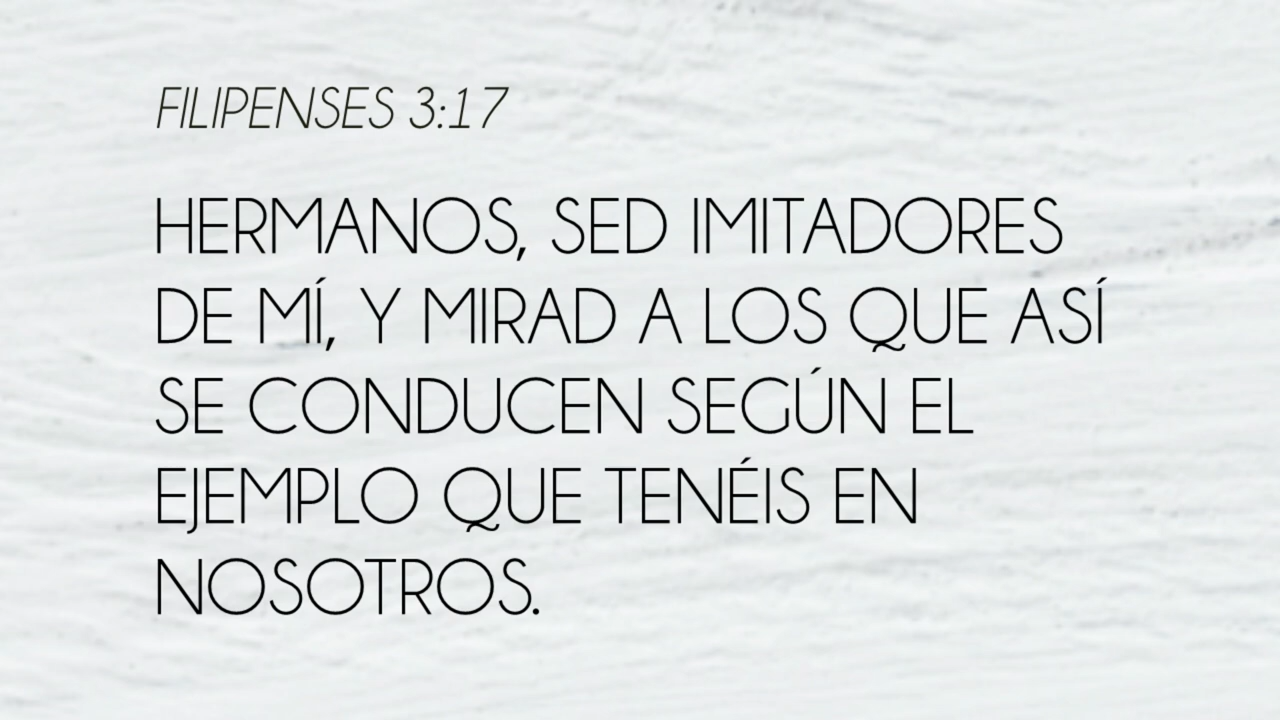 FILIPENSES 3:17
HERMANOS, SED IMITADORES
DE MÍ, Y MIRAD A LOS QUE ASÍ
SE CONDUCEN SEGÚN EL
EJEMPLO QUE TENÉIS EN
NOSOTROS.